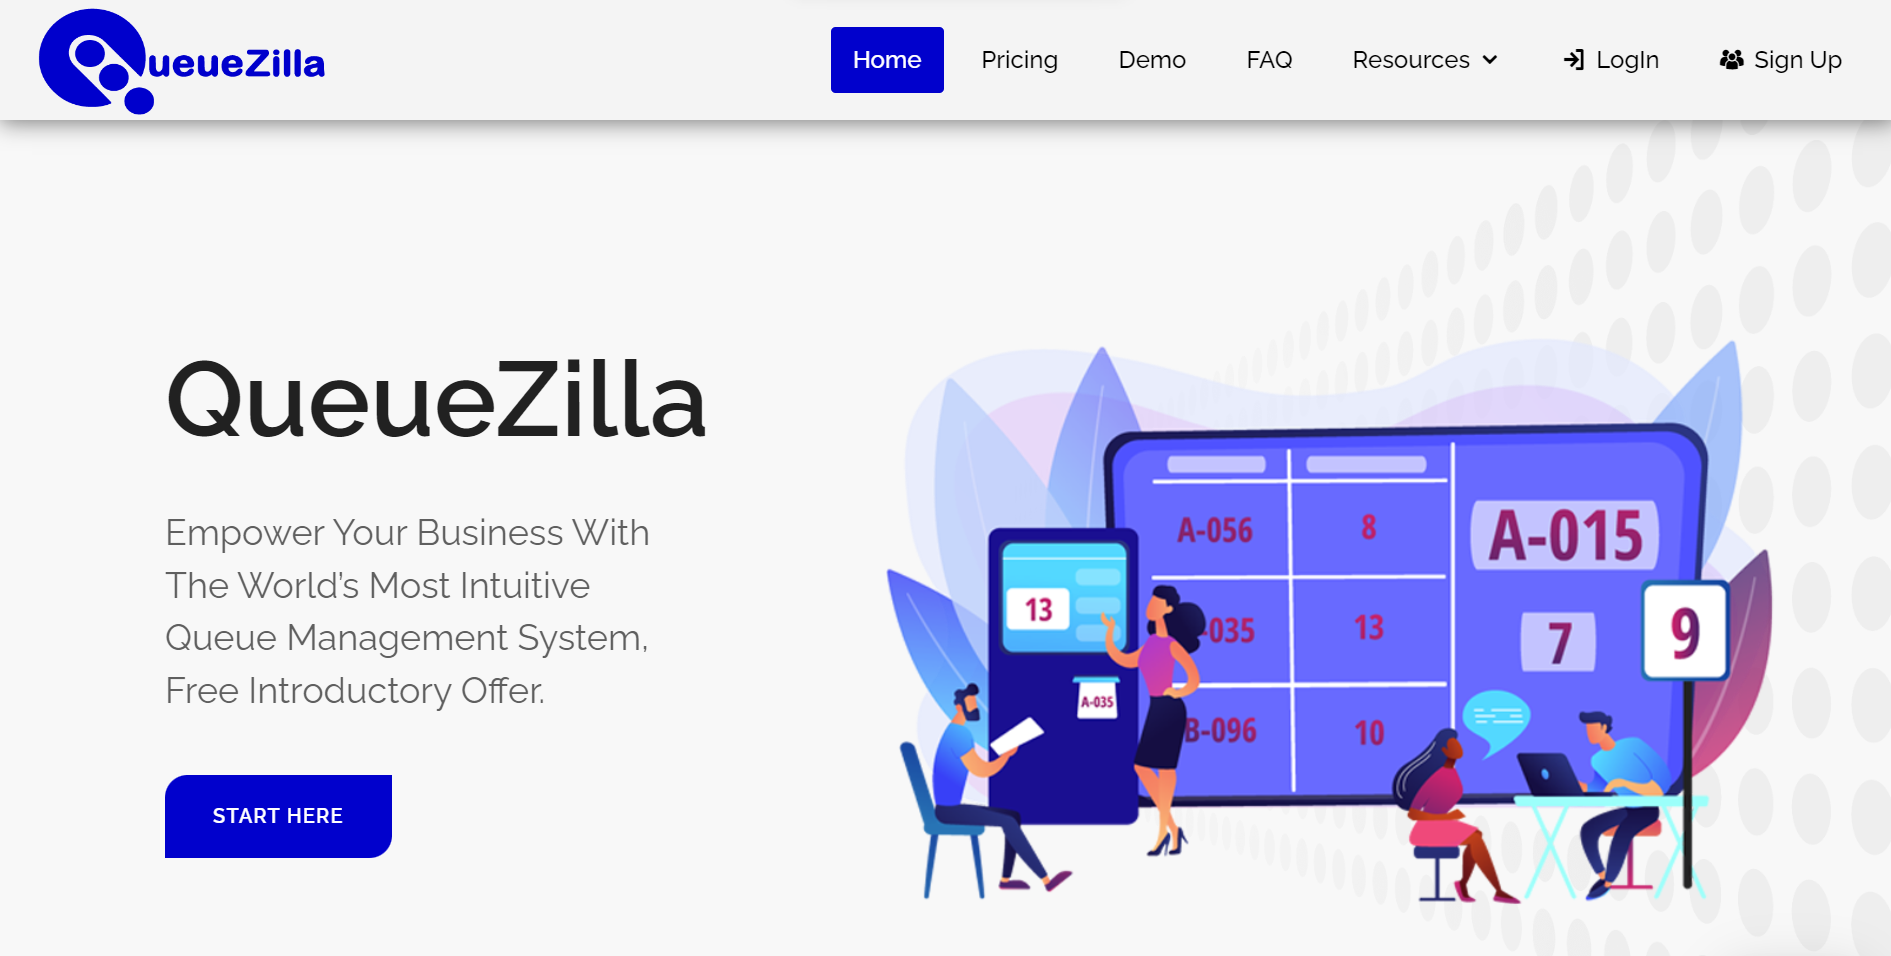 ueueZilla
Home
Pricing
Demo
FAQ
Resources
LogIn
Sign Up
QueueZilla
Empower Your Business With
The World’s Most Intuitive
Queue Management System,
Free Introductory Offer.
START HERE
A-056
8
A-015
13
-035
13
7
9
A-035
B-096
10